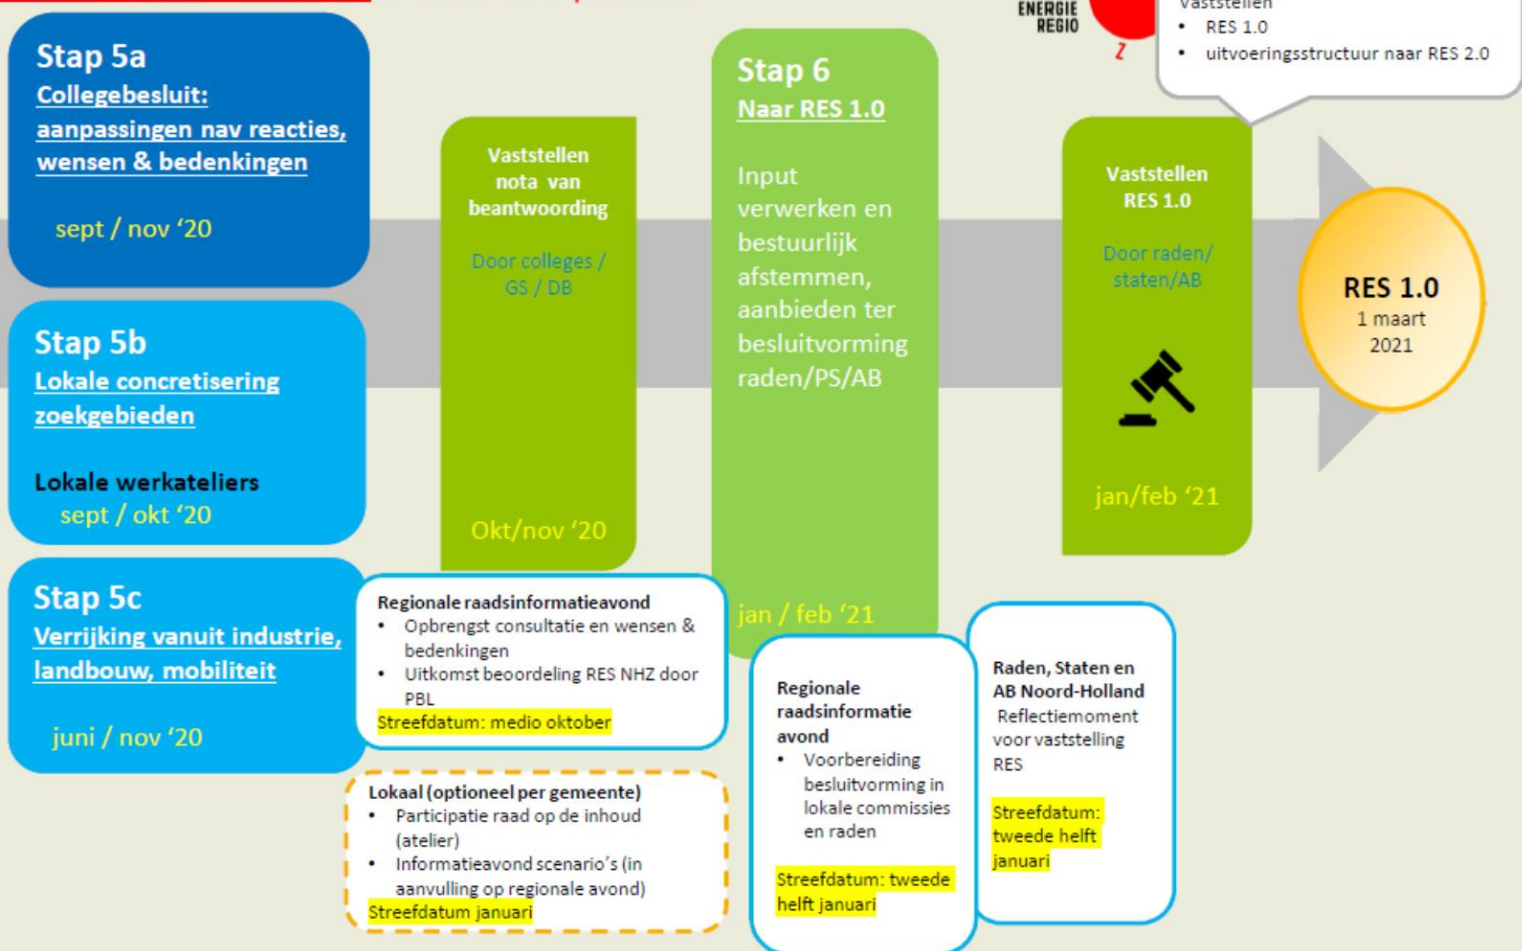 Stap 5a
Collegebesluit:
aanpassingen nav reacties,
wensen & bedenkingen
sept / nov ‘20
Stap 5b
Lokale concretisering
zoekgebieden
Lokale werkateliers
sept / okt ‘20
Stap 5c
Verrijking vanuit industrie,
landbouw, mobiliteit
juni / nov ‘20
Vaststellen
nota van
beantwoording
Door colleges /
GS / DB
Okt/nov ‘20
Regionale raadsinformatieavond
• Opbrengst consultatie en wensen &
bedenkingen
• Uitkomst beoordeling RES NHZ door
PBL
Streefdatum: medio oktober
Lokaal (optioneel per gemeente)
• Participatie raad op de inhoud
(atelier)
• Informatieavond scenario’s (in
aanvulling op regionale avond)
Streefdatum januari
Stap 6
Naar RES 1.0
Input
verwerken en
bestuurlijk
afstemmen,
aanbieden ter
besluitvorming
raden/PS/AB
jan / feb ‘21
Regionale
raadsinformatie
avond
• Voorbereiding
besluitvorming in
lokale commissies
en raden
Streefdatum: tweede
helft januari
Raden, Staten en
AB Noord-Holland
Reflectiemoment
voor vaststelling
RES
Streefdatum:
tweede helft
januari
ENERGIE
REGIO
Z
Vaststellen
• RES 1.0
• uitvoeringsstructuur naar RES 2.0
Vaststellen
RES 1.0
Door raden/
staten/AB
jan/feb ‘21
RES 1.0
1 maart
2021